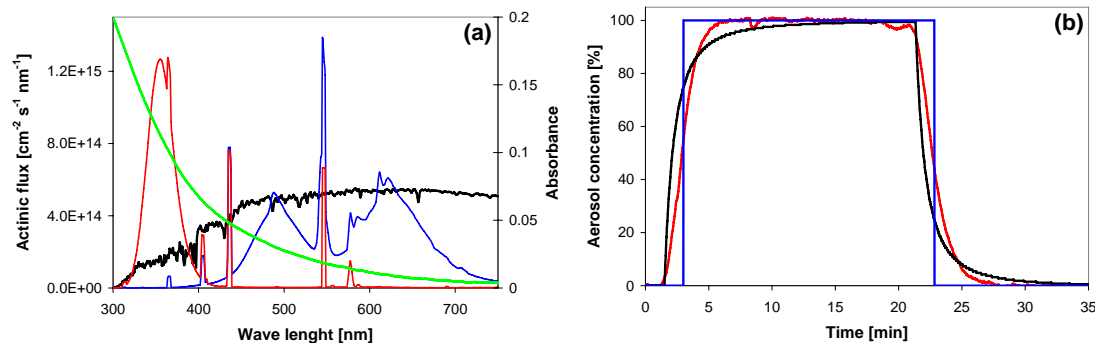 (a)
Actinic flux [cm-2 s-1 nm-1]
1.2E+15
8.0E+14
4.0E+14
0.0E+00
0.2
0.15
0.1
0.05
0
Absorbance
300 400 500 600 700
Wave lenght [nm]
(b)
Aerosol concentration [%]
100
80
60
40
20
0
0 5 10 15 20 25 30 35
Time [min]